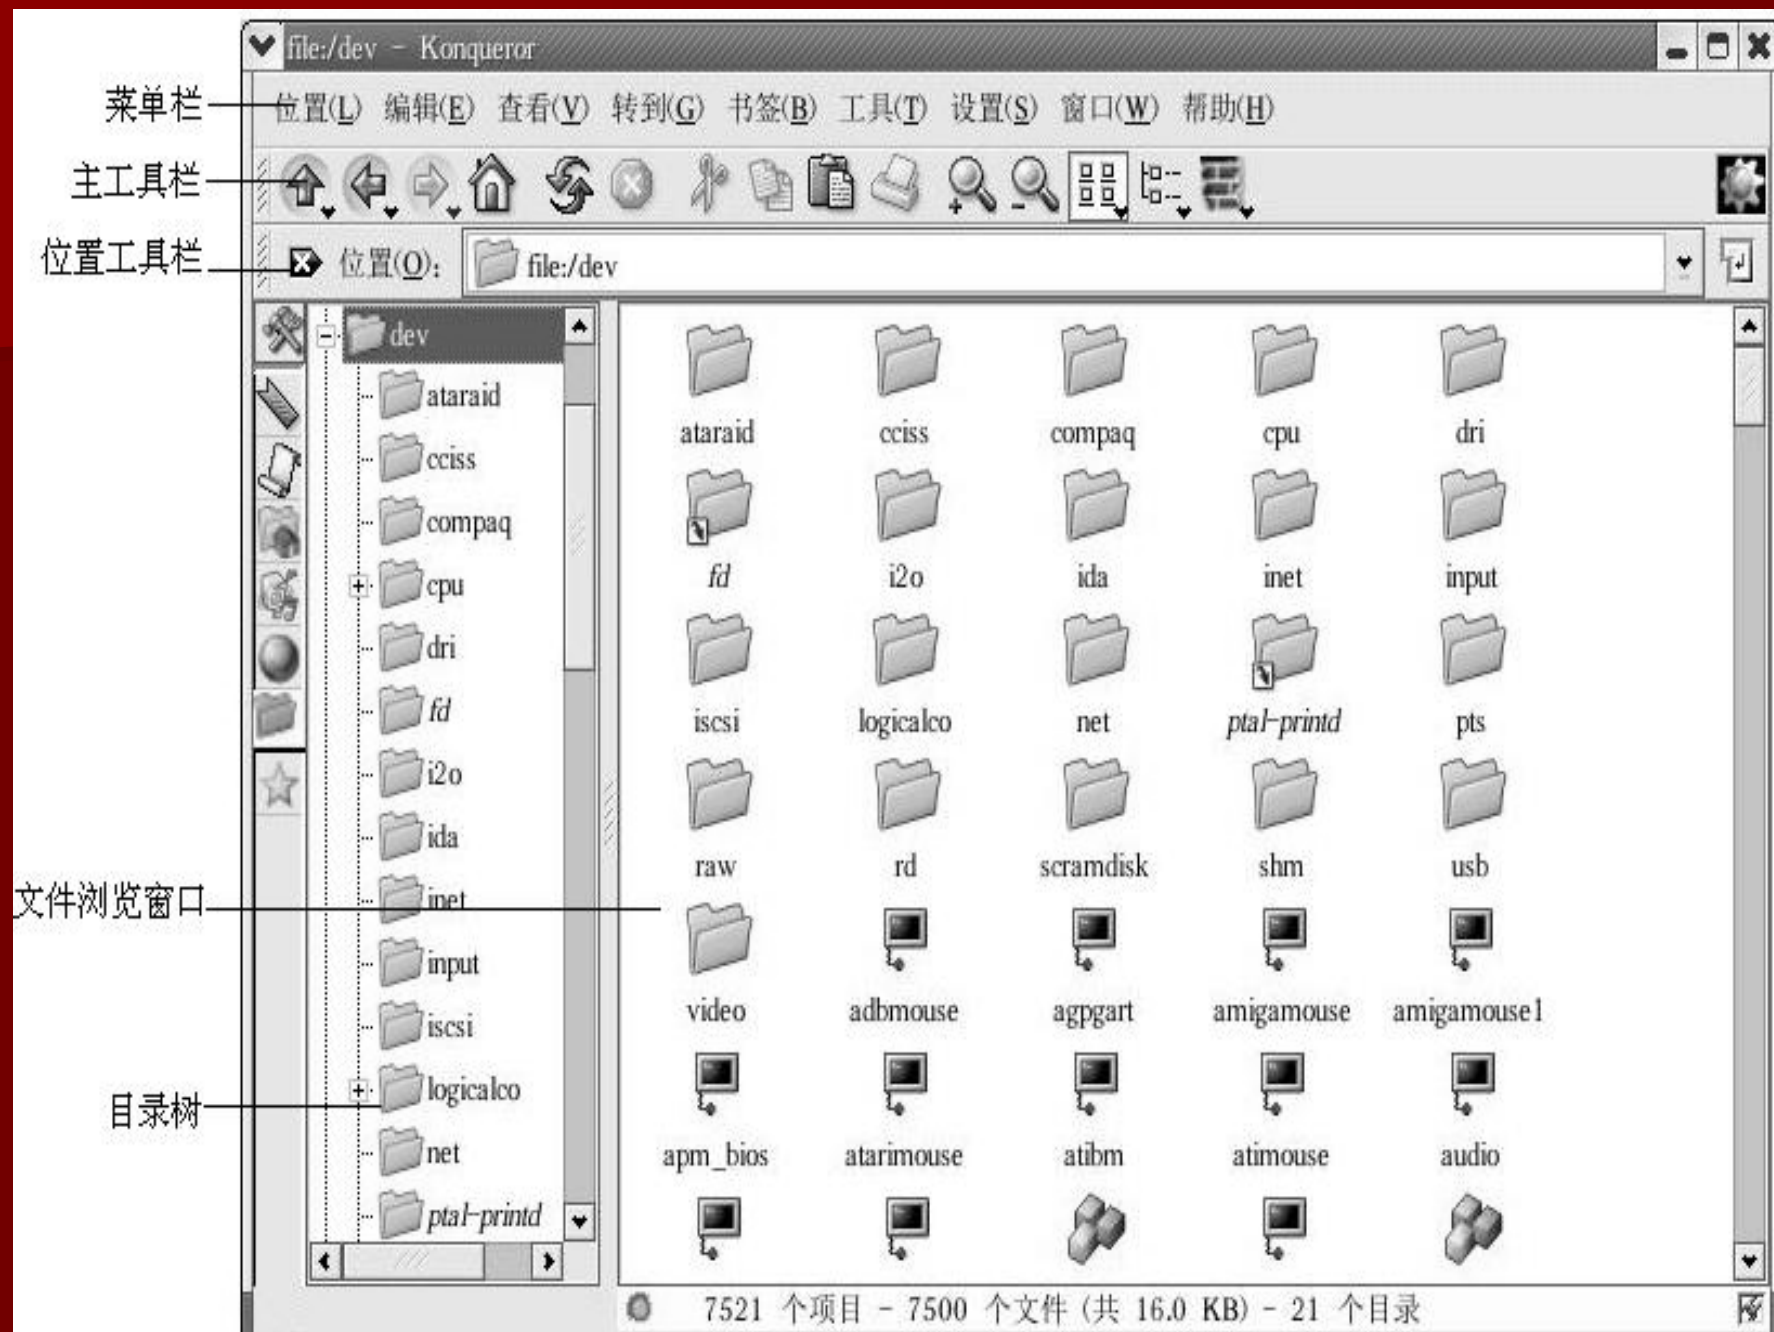 file:/dev - Konqueror
菜单栏
位置(L) 编辑(E) 查看(V) 转到(G) 书签(B) 工具(T) 设置(S) 窗口(W) 帮助(H)
主工具栏
位置工具栏
位置(O): file:/dev
dev
ataraid
cciss
compaq
cpu
dri
fd
i2o
ida
inet
input
iscsi
logicalco
net
ptal-printd
ataraid cciss compaq cpu dri
fd i2o ida inet input
iscsi logicalco net ptal-printd pts
raw rd scramdisk shm usb
文件浏览窗口
video adbmouse agpgart amigamouse amigamouse1
目录树
apm_bios atarimouse atibm atimouse audio
7521 个项目 - 7500 个文件 (共 16.0 KB) - 21 个目录